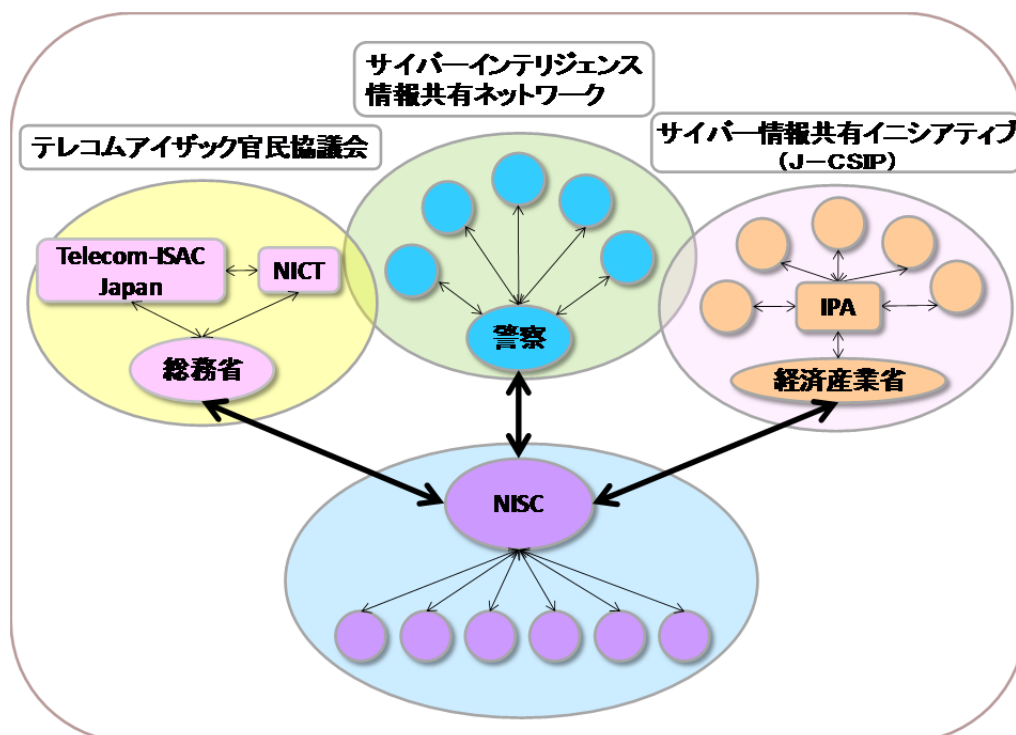 サイバーインテリジェンス
情報共有ネットワーク
テレコムアイザック官民協議会
サイバー情報共有イニシアティブ
(J-CSIP)
Telecom-ISAC
Japan
NICT
総務省
警察
IPA
経済産業省
NISC